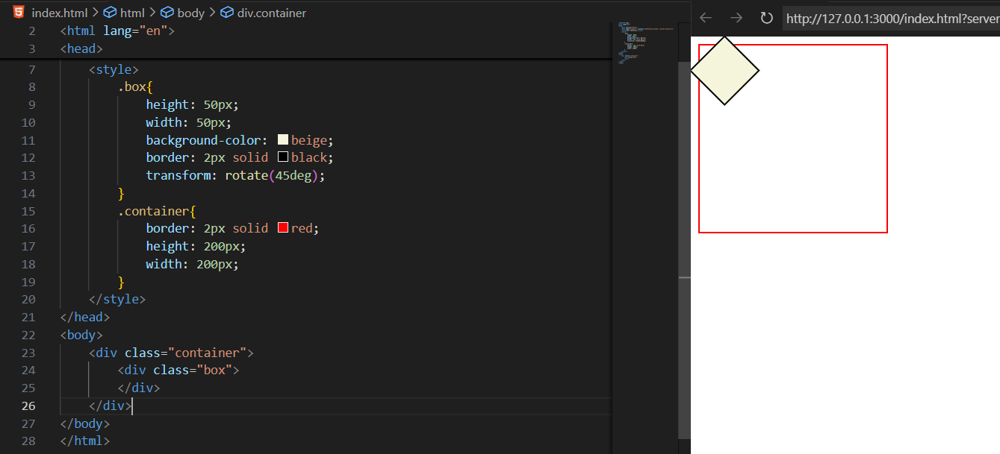 index.html > html > body > div.container
http://127.0.0.1:3000/index.html?server
2 <html lang="en">
3 <head>
7 <style>
8 .box{
9 height: 50px;
10 width: 50px;
11 background-color: beige;
12 border: 2px solid black;
13 transform: rotate(45deg);
14 }
15 .container{
16 border: 2px solid red;
17 height: 200px;
18 width: 200px;
19 }
20 </style>
21 </head>
22 <body>
23 <div class="container">
24 <div class="box">
25 </div>
26 </div>
27 </body>
28 </html>